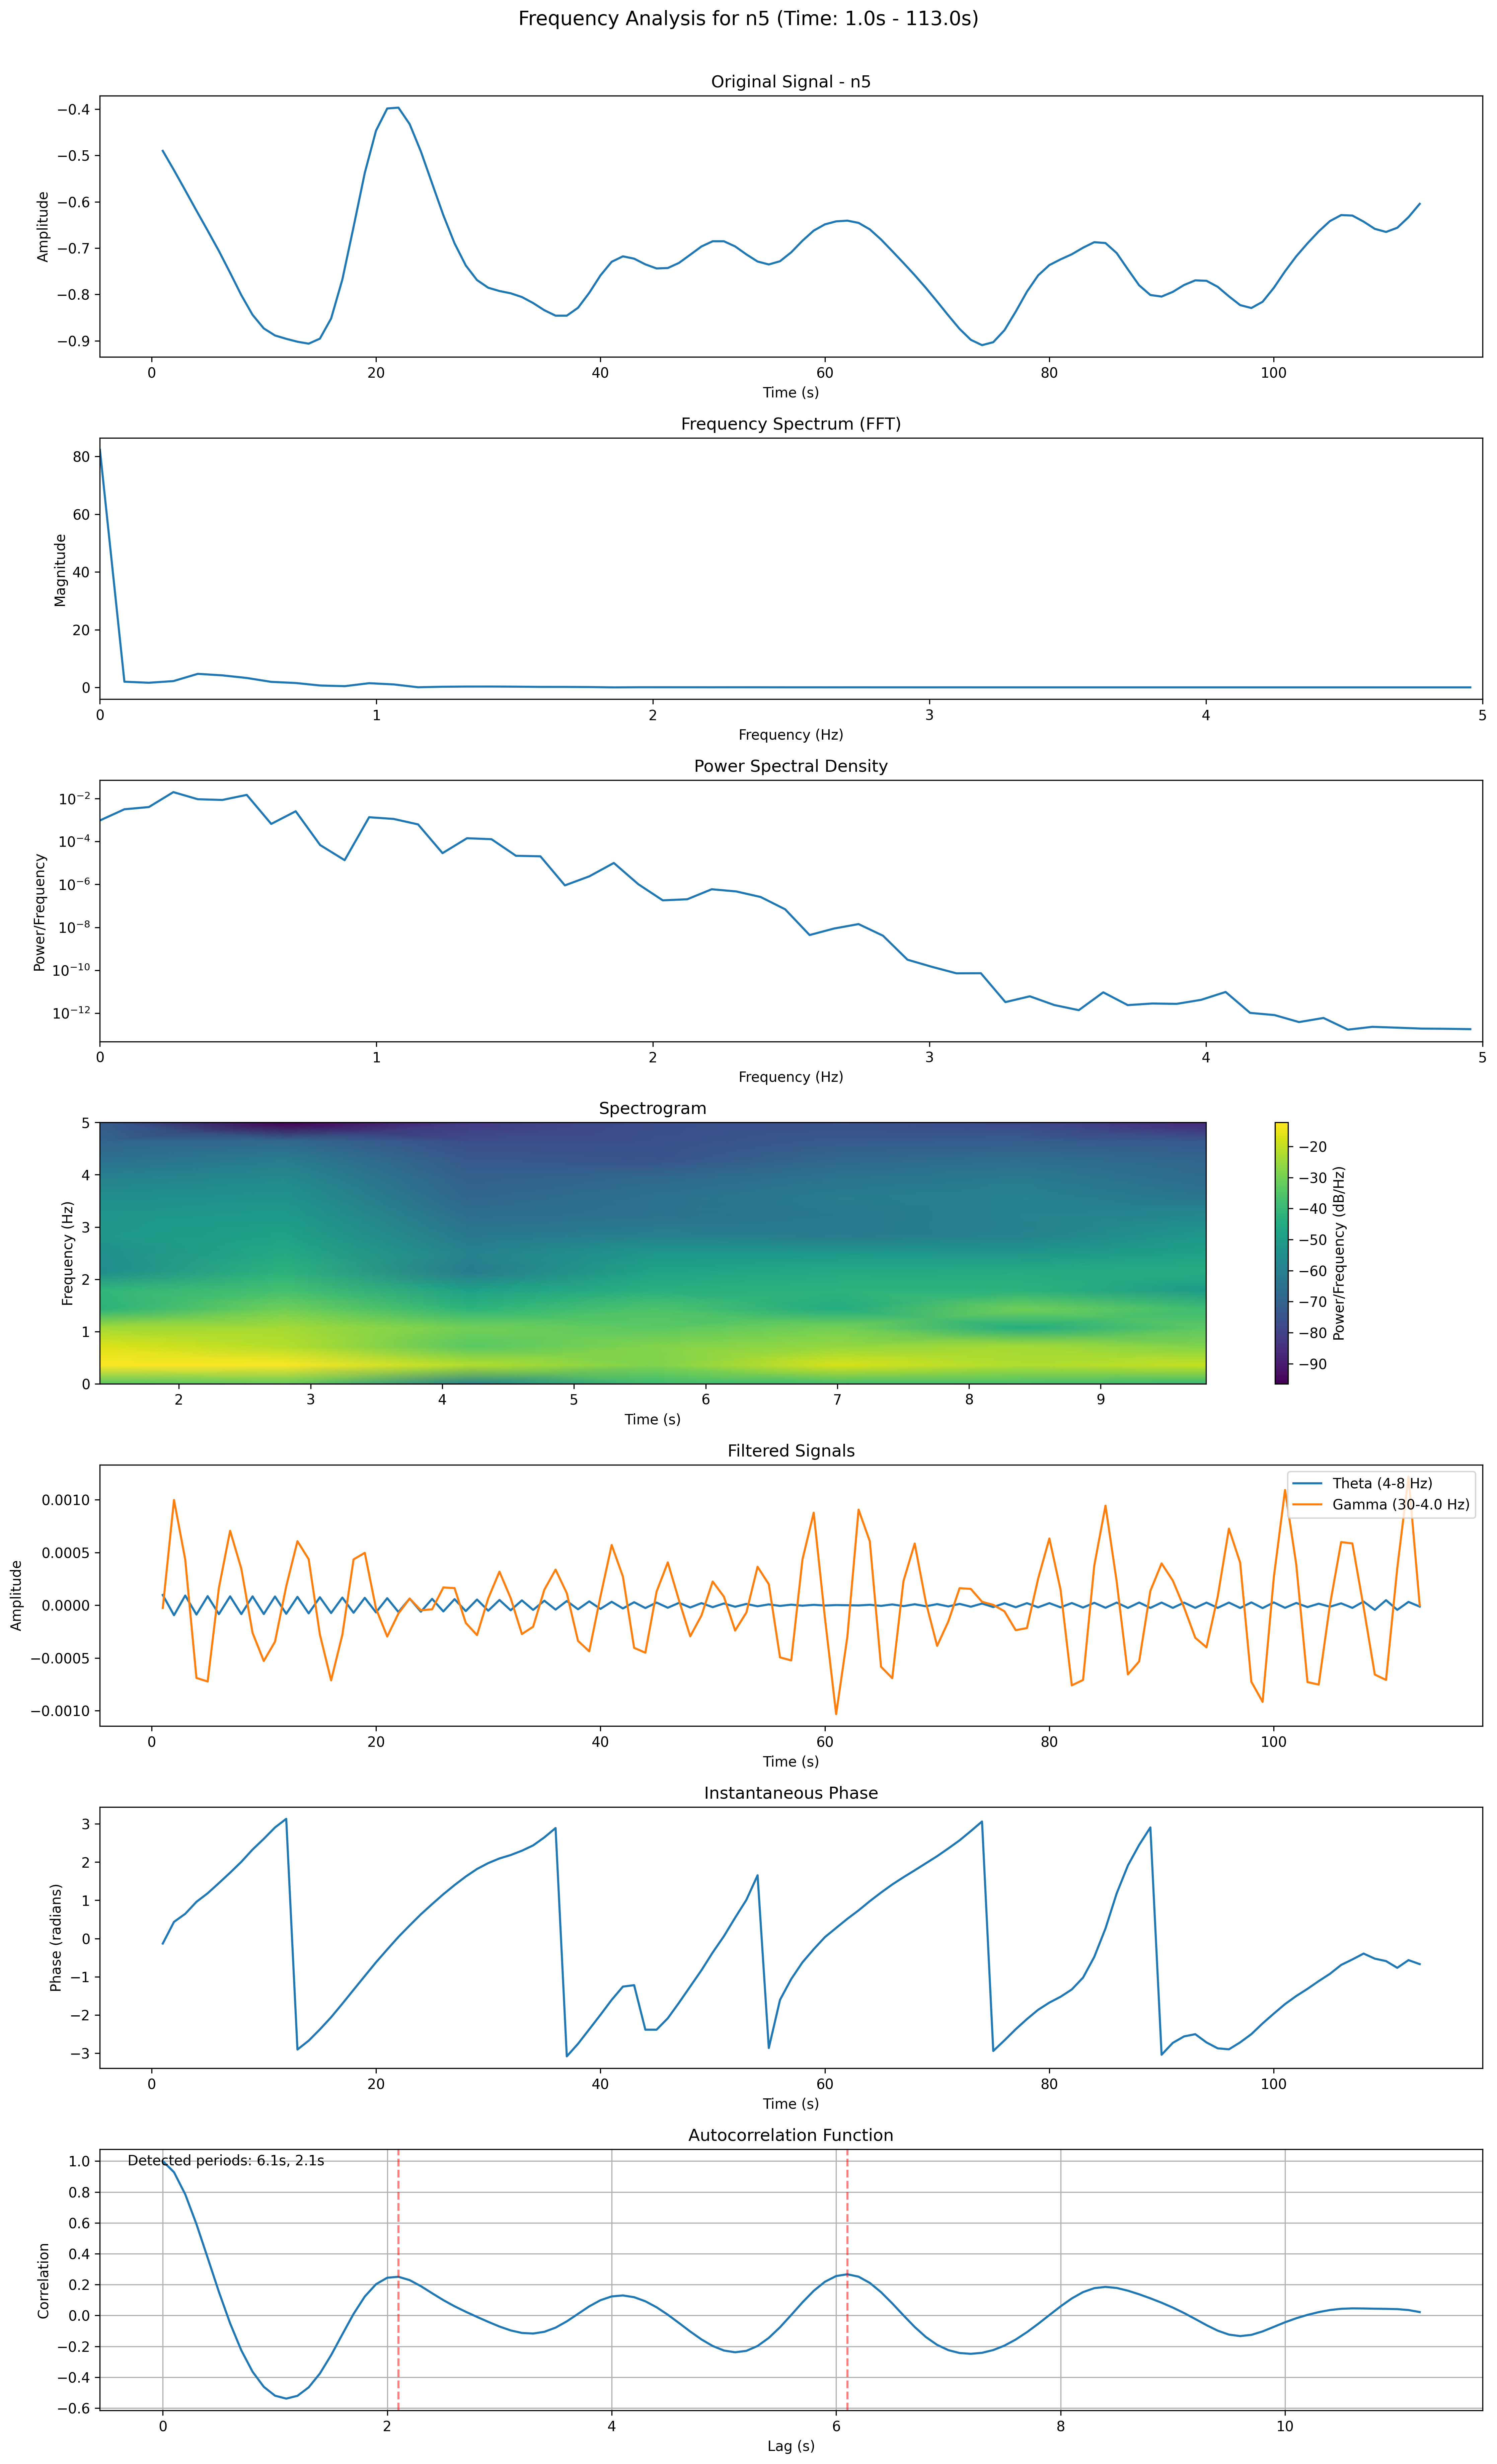 Frequency Analysis for n5 (Time: 1.0s - 113.0s)
Original Signal - n5
Amplitude
−0.4
−0.5
−0.6
−0.7
−0.8
−0.9
0 20 40 60 80 100
Time (s)
Frequency Spectrum (FFT)
Magnitude
80
60
40
20
0
0 1 2 3 4 5
Frequency (Hz)
Power Spectral Density
Power/Frequency
10⁻²
10⁻⁴
10⁻⁶
10⁻⁸
10⁻¹⁰
10⁻¹²
0 1 2 3 4 5
Frequency (Hz)
Spectrogram
Frequency (Hz)
5
4
3
2
1
0
2 3 4 5 6 7 8 9
Time (s)
−20
−30
−40
−50
−60
−70
−80
−90
Power/Frequency (dB/Hz)
Filtered Signals
Amplitude
0.0010
0.0005
0.0000
−0.0005
−0.0010
Theta (4-8 Hz)
Gamma (30-4.0 Hz)
0 20 40 60 80 100
Time (s)
Instantaneous Phase
Phase (radians)
3
2
1
0
−1
−2
−3
0 20 40 60 80 100
Time (s)
Autocorrelation Function
Detected periods: 6.1s, 2.1s
Correlation
1.0
0.8
0.6
0.4
0.2
0.0
−0.2
−0.4
−0.6
0 2 4 6 8 10
Lag (s)